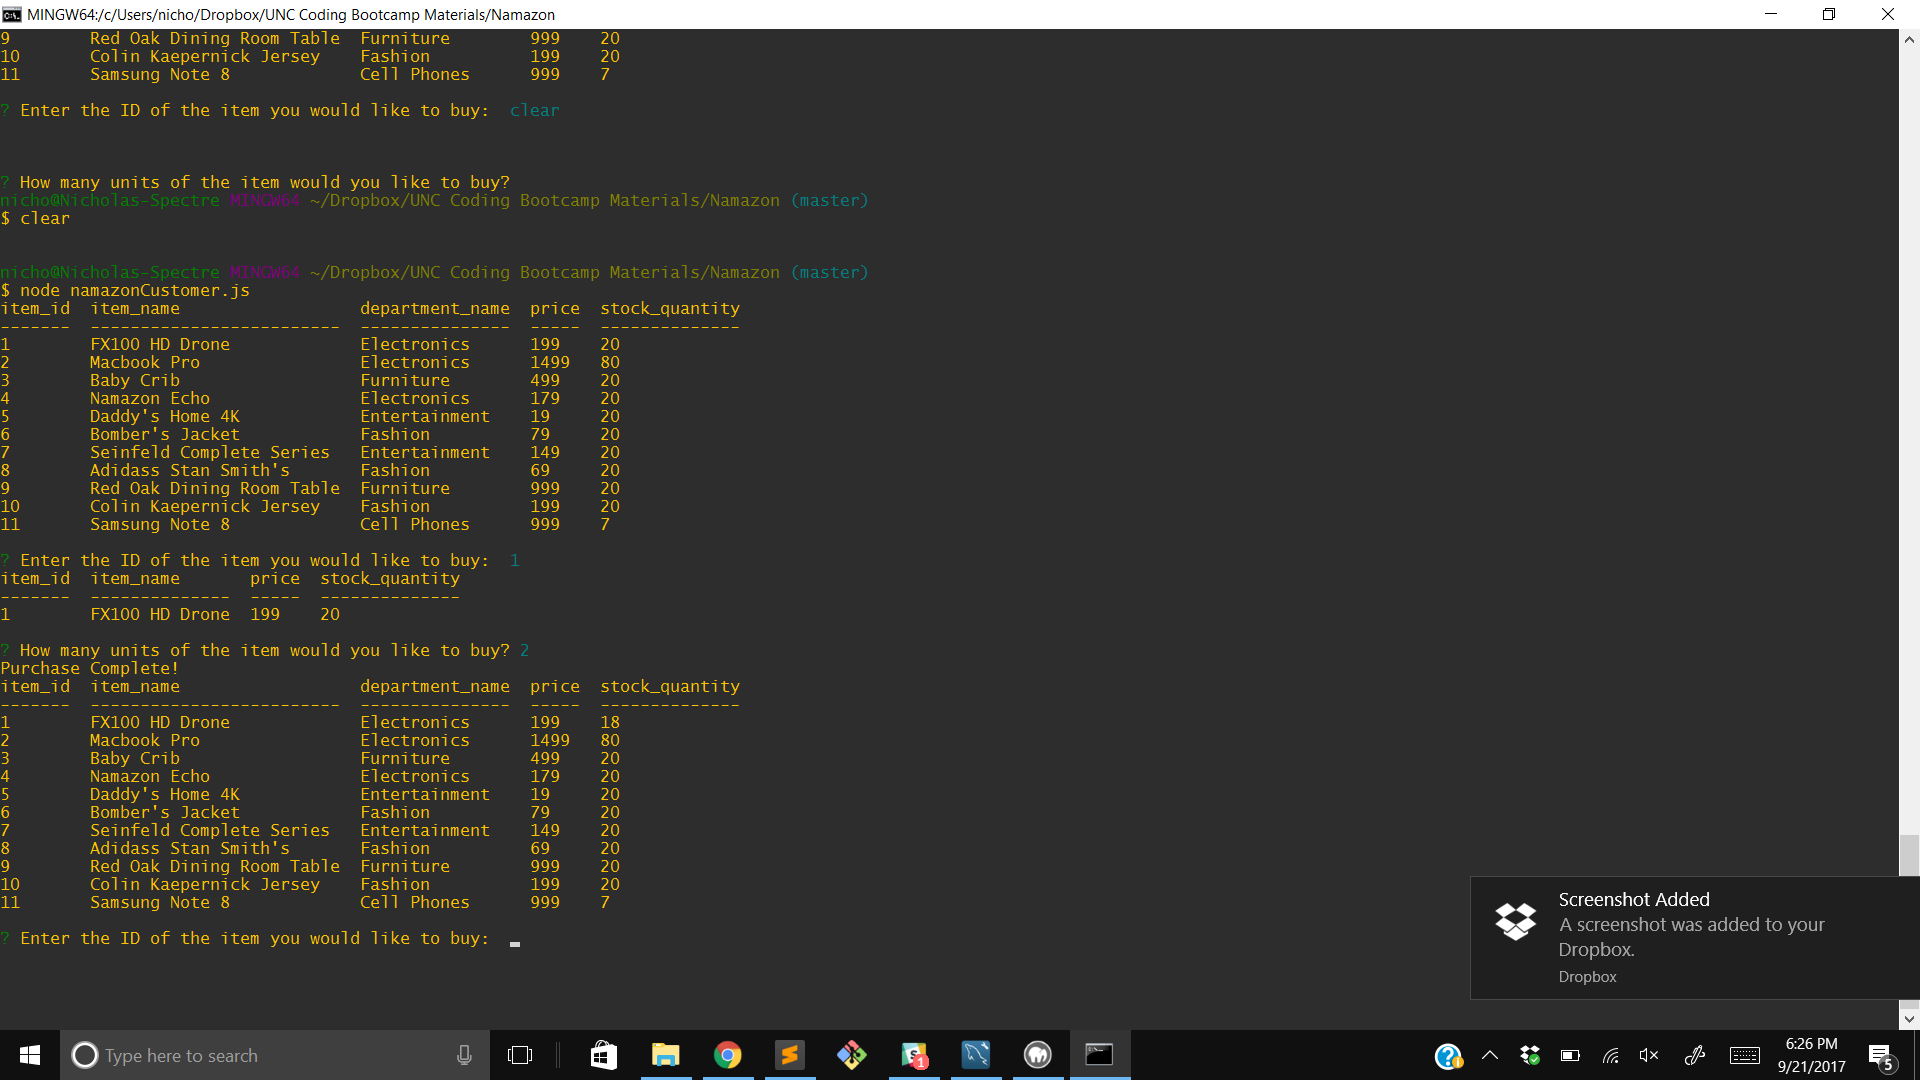 MINGW64:/c/Users/nicho/Dropbox/UNC Coding Bootcamp Materials/Namazon
9 Red Oak Dining Room Table Furniture 999 20
10 Colin Kaepernick Jersey Fashion 199 20
11 Samsung Note 8 Cell Phones 999 7
? Enter the ID of the item you would like to buy: clear
? How many units of the item would you like to buy?
nicho@Nicholas-Spectre MINGW64 ~/Dropbox/UNC Coding Bootcamp Materials/Namazon (master)
$ clear
nicho@Nicholas-Spectre MINGW64 ~/Dropbox/UNC Coding Bootcamp Materials/Namazon (master)
$ node namazonCustomer.js
item_id item_name department_name price stock_quantity
------- ------------------------- --------------- ----- --------------
1 FX100 HD Drone Electronics 199 20
2 Macbook Pro Electronics 1499 80
3 Baby Crib Furniture 499 20
4 Namazon Echo Electronics 179 20
5 Daddy's Home 4K Entertainment 19 20
6 Bomber's Jacket Fashion 79 20
7 Seinfeld Complete Series Entertainment 149 20
8 Adidass Stan Smith's Fashion 69 20
9 Red Oak Dining Room Table Furniture 999 20
10 Colin Kaepernick Jersey Fashion 199 20
11 Samsung Note 8 Cell Phones 999 7
? Enter the ID of the item you would like to buy: 1
item_id item_name price stock_quantity
------- -------------- ----- --------------
1 FX100 HD Drone 199 20
? How many units of the item would you like to buy? 2
Purchase Complete!
item_id item_name department_name price stock_quantity
------- ------------------------- --------------- ----- --------------
1 FX100 HD Drone Electronics 199 18
2 Macbook Pro Electronics 1499 80
3 Baby Crib Furniture 499 20
4 Namazon Echo Electronics 179 20
5 Daddy's Home 4K Entertainment 19 20
6 Bomber's Jacket Fashion 79 20
7 Seinfeld Complete Series Entertainment 149 20
8 Adidass Stan Smith's Fashion 69 20
9 Red Oak Dining Room Table Furniture 999 20
10 Colin Kaepernick Jersey Fashion 199 20
11 Samsung Note 8 Cell Phones 999 7
? Enter the ID of the item you would like to buy:
Screenshot Added
A screenshot was added to your
Dropbox.
Dropbox
Type here to search
1
6:26 PM
9/21/2017
5